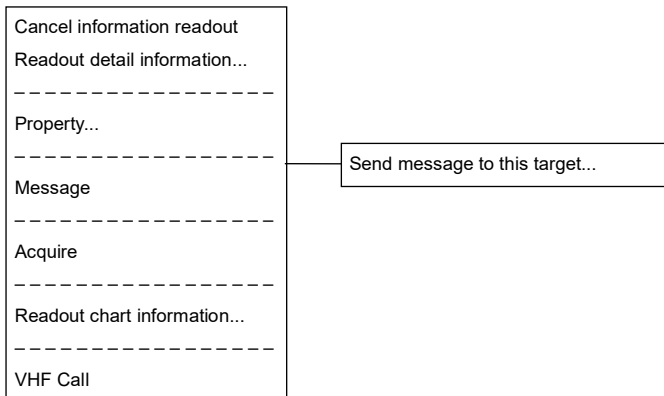 Cancel information readout
Readout detail information...
Property...
Message
Send message to this target...
Acquire
Readout chart information...
VHF Call